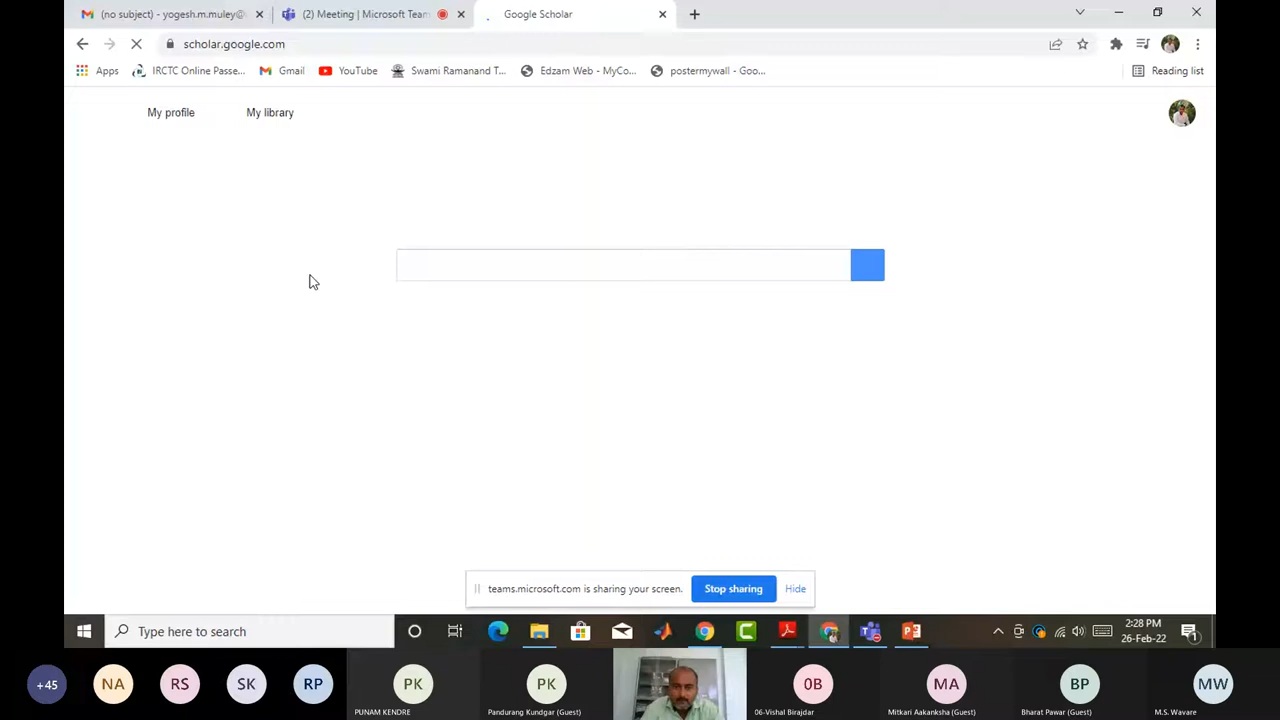 (no subject) - yogesh.m.muley@
(2) Meeting | Microsoft Team
Google Scholar
scholar.google.com
Apps
IRCTC Online Passe...
Gmail
YouTube
Swami Ramanand T...
Edzam Web - MyCo...
postermywall - Goo...
Reading list
My profile
My library
teams.microsoft.com is sharing your screen.
Stop sharing
Hide
Type here to search
2:28 PM
26-Feb-22
1
+45
NA
RS
SK
RP
PK
PUNAM KENDRE
PK
Pandurang Kundgar (Guest)
0B
06-Vishal Birajdar
MA
Mitkari Aakanksha (Guest)
BP
Bharat Pawar (Guest)
MW
M.S. Wavare